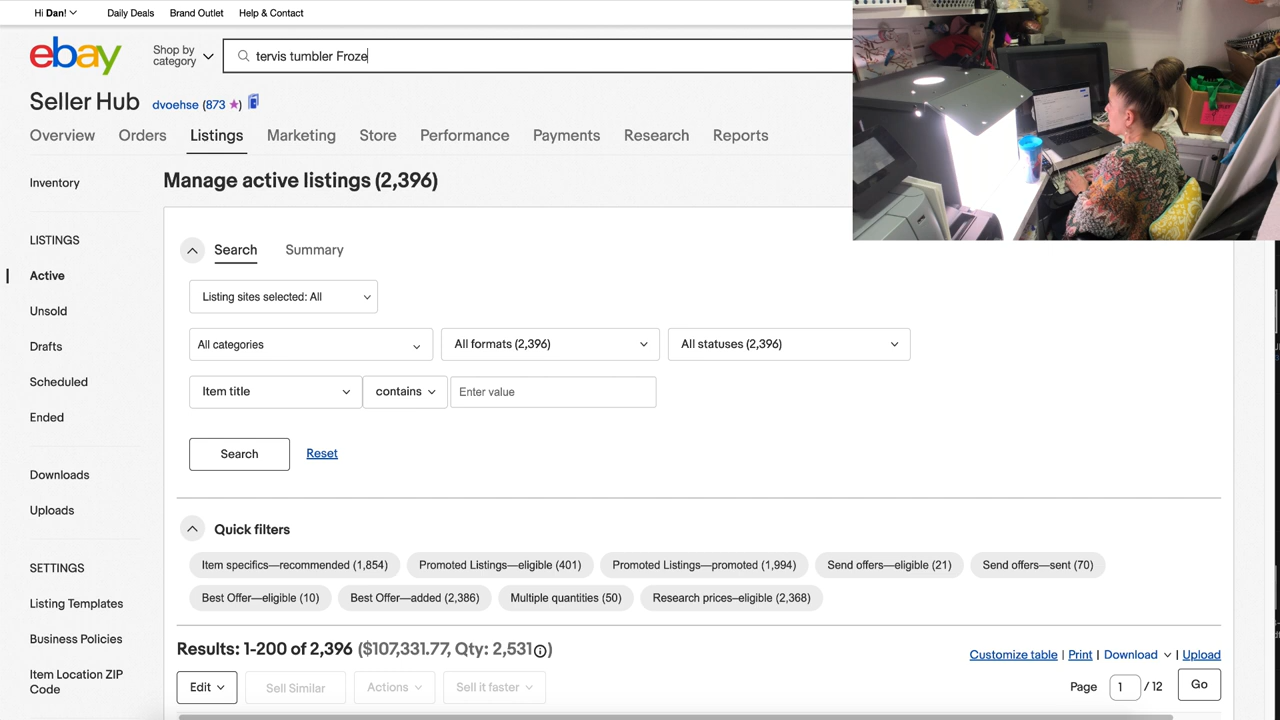 Hi Dan!
Daily Deals
Brand Outlet
Help & Contact
ebay
Shop by category
tervis tumbler Froze
Seller Hub
dvoehse (873 ★)
Overview
Orders
Listings
Marketing
Store
Performance
Payments
Research
Reports
Inventory
LISTINGS
Active
Unsold
Drafts
Scheduled
Ended
Downloads
Uploads
SETTINGS
Listing Templates
Business Policies
Item Location ZIP
Code
Manage active listings (2,396)
Search
Summary
Listing sites selected: All
All categories
All formats (2,396)
All statuses (2,396)
Item title
contains
Enter value
Search
Reset
Quick filters
Item specifics—recommended (1,854)
Promoted Listings—eligible (401)
Promoted Listings—promoted (1,994)
Send offers—eligible (21)
Send offers—sent (70)
Best Offer—eligible (10)
Best Offer—added (2,386)
Multiple quantities (50)
Research prices–eligible (2,368)
Results: 1-200 of 2,396 ($107,331.77, Qty: 2,531)
Customize table | Print | Download | Upload
Edit
Sell Similar
Actions
Sell it faster
Page 1 / 12 Go